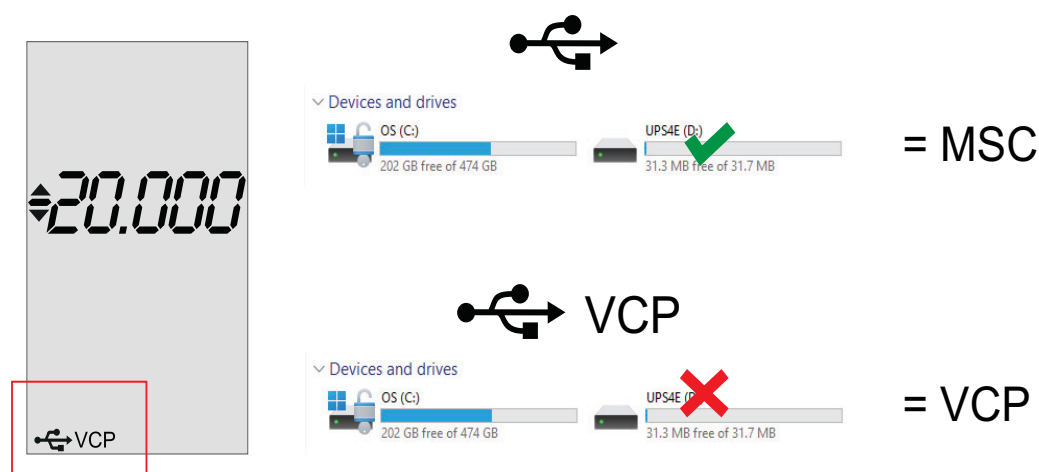 20.000
VCP
Devices and drives
OS (C:)
202 GB free of 474 GB
UPS4E (D:)
31.3 MB free of 31.7 MB
= MSC
VCP
Devices and drives
OS (C:)
202 GB free of 474 GB
UPS4E
31.3 MB free of 31.7 MB
= VCP